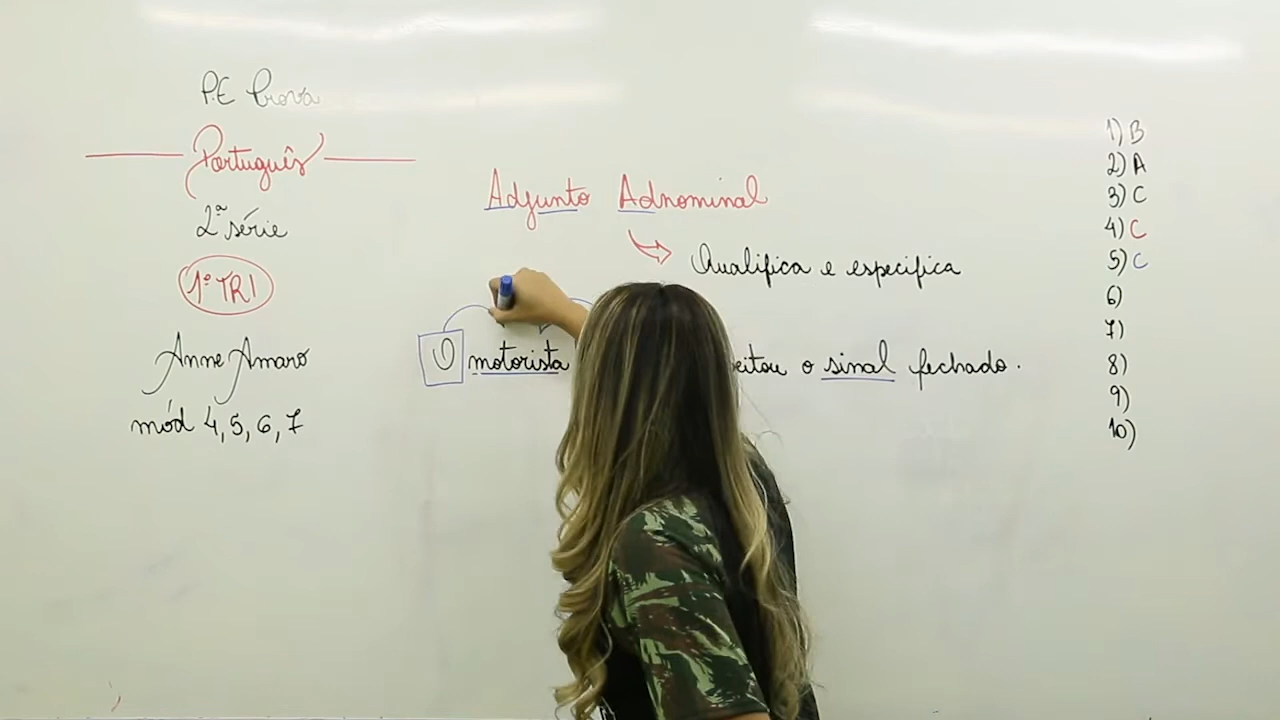 P.E Prova
Português
2ª série
1º TRI
Anne Amaro
mód 4, 5, 6, 7
Adjunto Adnominal
Qualifica e especifica
O motorista eitou o sinal fechado.
1) B
2) A
3) C
4) C
5) C
6)
7)
8)
9)
10)